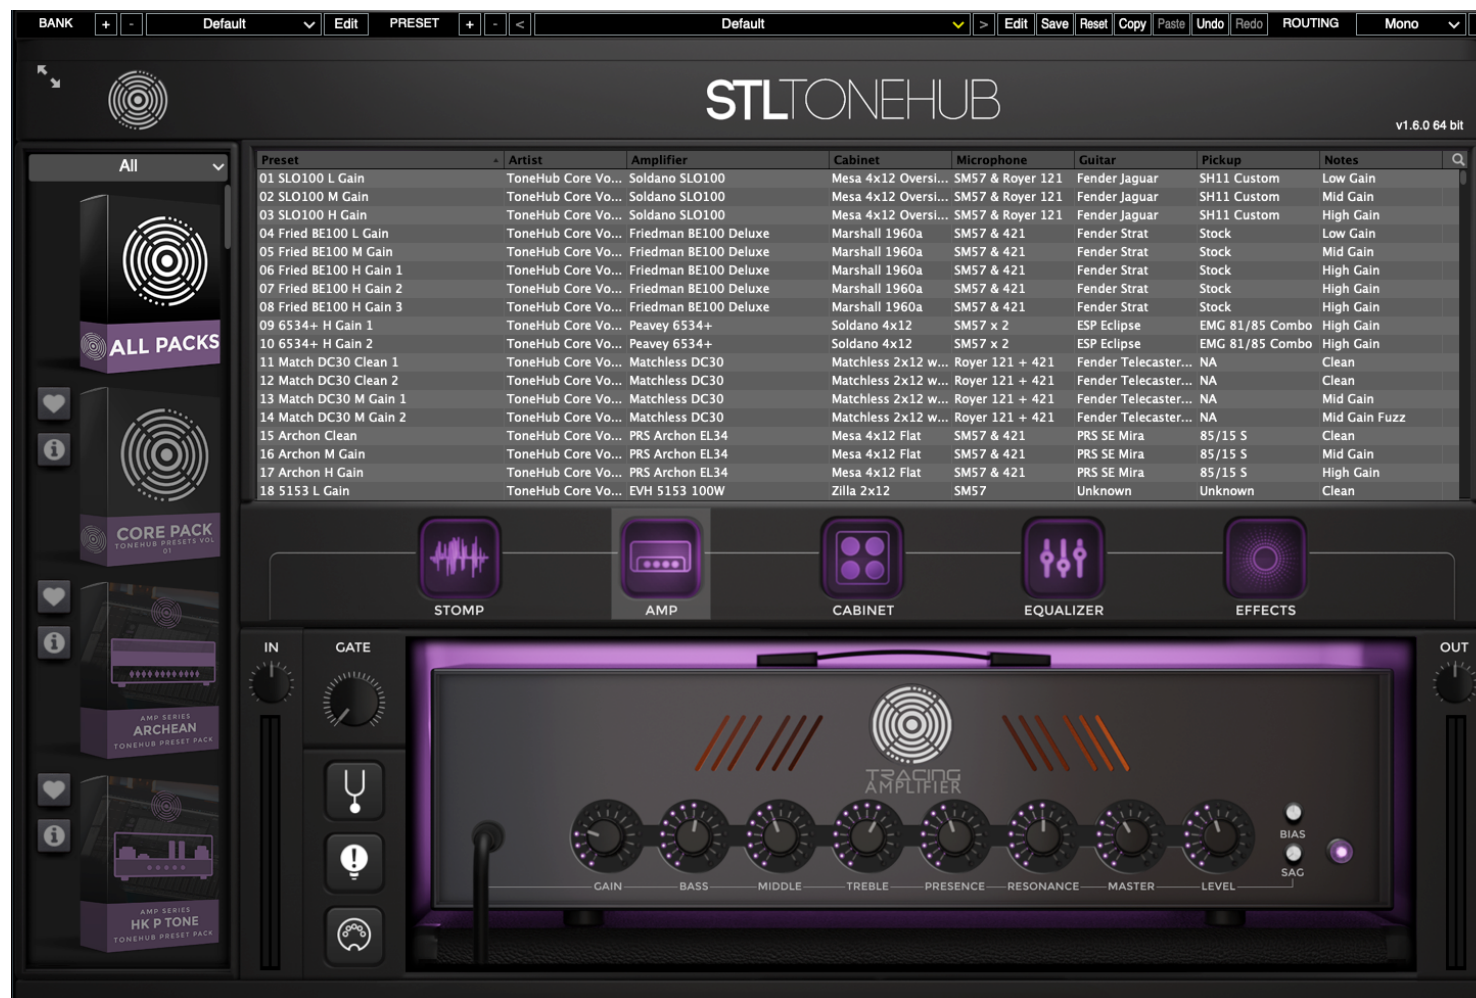 BANK + - Default Edit PRESET + - < Default > Edit Save Reset Copy Paste Undo Redo ROUTING Mono
STLTONEHUB
v1.6.0 64 bit
All
ALL PACKS
CORE PACK
TONEHUB PRESETS VOL
01
AMP SERIES
ARCHEAN
TONEHUB PRESET PACK
AMP SERIES
HK P TONE
TONEHUB PRESET PACK
Preset Artist Amplifier Cabinet Microphone Guitar Pickup Notes
01 SLO100 L Gain ToneHub Core Vo... Soldano SLO100 Mesa 4x12 Oversi... SM57 & Royer 121 Fender Jaguar SH11 Custom Low Gain
02 SLO100 M Gain ToneHub Core Vo... Soldano SLO100 Mesa 4x12 Oversi... SM57 & Royer 121 Fender Jaguar SH11 Custom Mid Gain
03 SLO100 H Gain ToneHub Core Vo... Soldano SLO100 Mesa 4x12 Oversi... SM57 & Royer 121 Fender Jaguar SH11 Custom High Gain
04 Fried BE100 L Gain ToneHub Core Vo... Friedman BE100 Deluxe Marshall 1960a SM57 & 421 Fender Strat Stock Low Gain
05 Fried BE100 M Gain ToneHub Core Vo... Friedman BE100 Deluxe Marshall 1960a SM57 & 421 Fender Strat Stock Mid Gain
06 Fried BE100 H Gain 1 ToneHub Core Vo... Friedman BE100 Deluxe Marshall 1960a SM57 & 421 Fender Strat Stock High Gain
07 Fried BE100 H Gain 2 ToneHub Core Vo... Friedman BE100 Deluxe Marshall 1960a SM57 & 421 Fender Strat Stock High Gain
08 Fried BE100 H Gain 3 ToneHub Core Vo... Friedman BE100 Deluxe Marshall 1960a SM57 & 421 Fender Strat Stock High Gain
09 6534+ H Gain 1 ToneHub Core Vo... Peavey 6534+ Soldano 4x12 SM57 x 2 ESP Eclipse EMG 81/85 Combo High Gain
10 6534+ H Gain 2 ToneHub Core Vo... Peavey 6534+ Soldano 4x12 SM57 x 2 ESP Eclipse EMG 81/85 Combo High Gain
11 Match DC30 Clean 1 ToneHub Core Vo... Matchless DC30 Matchless 2x12 w... Royer 121 + 421 Fender Telecaster... NA Clean
12 Match DC30 Clean 2 ToneHub Core Vo... Matchless DC30 Matchless 2x12 w... Royer 121 + 421 Fender Telecaster... NA Clean
13 Match DC30 M Gain 1 ToneHub Core Vo... Matchless DC30 Matchless 2x12 w... Royer 121 + 421 Fender Telecaster... NA Mid Gain
14 Match DC30 M Gain 2 ToneHub Core Vo... Matchless DC30 Matchless 2x12 w... Royer 121 + 421 Fender Telecaster... NA Mid Gain Fuzz
15 Archon Clean ToneHub Core Vo... PRS Archon EL34 Mesa 4x12 Flat SM57 & 421 PRS SE Mira 85/15 S Clean
16 Archon M Gain ToneHub Core Vo... PRS Archon EL34 Mesa 4x12 Flat SM57 & 421 PRS SE Mira 85/15 S Mid Gain
17 Archon H Gain ToneHub Core Vo... PRS Archon EL34 Mesa 4x12 Flat SM57 & 421 PRS SE Mira 85/15 S High Gain
18 5153 L Gain ToneHub Core Vo... EVH 5153 100W Zilla 2x12 SM57 Unknown Unknown Clean
STOMP AMP CABINET EQUALIZER EFFECTS
IN GATE OUT
TRACING
AMPLIFIER
BIAS
SAG
GAIN BASS MIDDLE TREBLE PRESENCE RESONANCE MASTER LEVEL